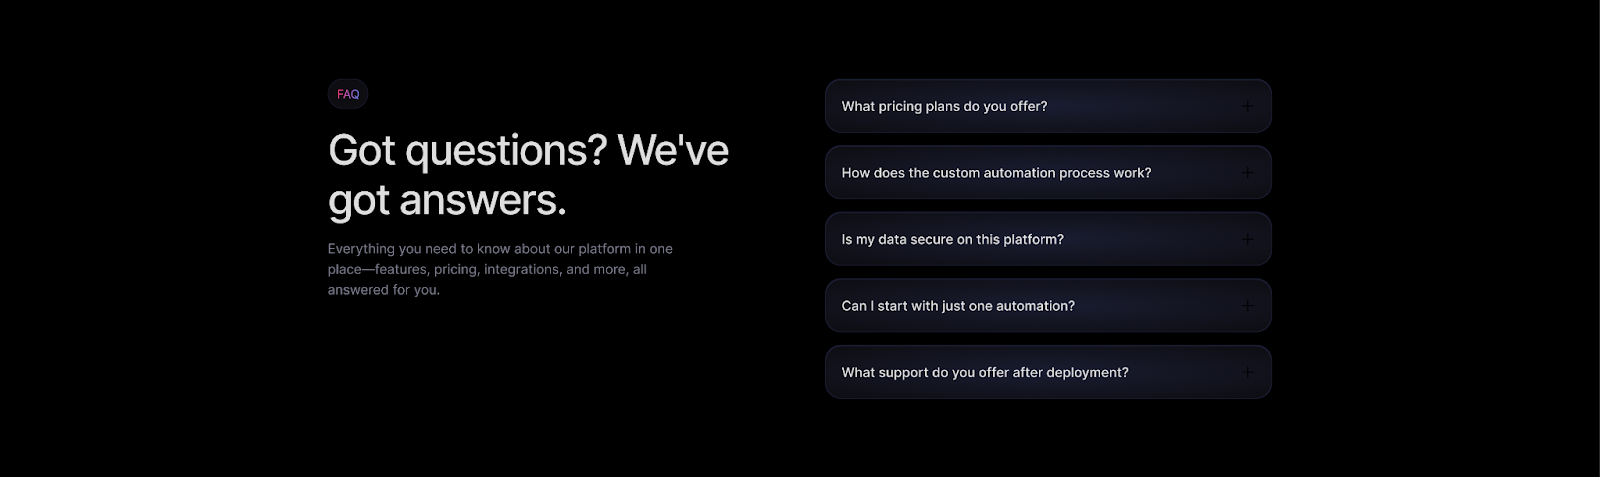 FAQ
Got questions? We've
got answers.
Everything you need to know about our platform in one
place—features, pricing, integrations, and more, all
answered for you.
What pricing plans do you offer?
How does the custom automation process work?
Is my data secure on this platform?
Can I start with just one automation?
What support do you offer after deployment?